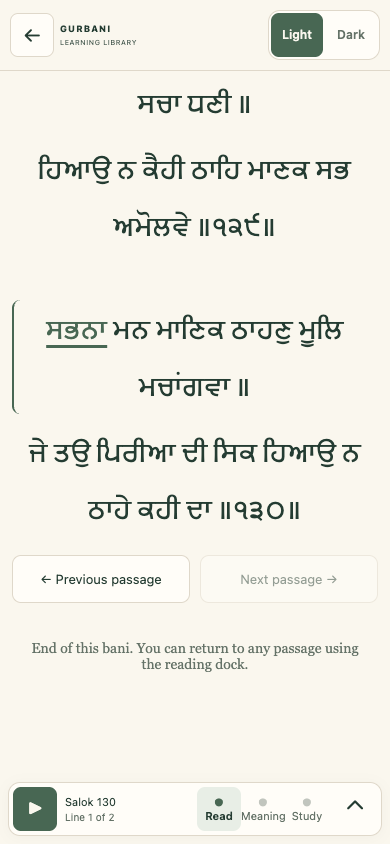 ←
GURBANI
LEARNING LIBRARY
Light
Dark
ਸਚਾ ਧਣੀ ॥
ਹਿਆਉ ਨ ਕੈਹੀ ਠਾਹਿ ਮਾਣਕ ਸਭ
ਅਮੋਲਵੇ ॥੧੨੯॥
ਸਭਨਾ ਮਨ ਮਾਣਿਕ ਠਾਹਣੁ ਮੂਲਿ
ਮਚਾਂਗਵਾ ॥
ਜੇ ਤਉ ਪਿਰੀਆ ਦੀ ਸਿਕ ਹਿਆਉ ਨ
ਠਾਹੇ ਕਹੀ ਦਾ ॥੧੩੦॥
← Previous passage
Next passage →
End of this bani. You can return to any passage using
the reading dock.
Salok 130
Line 1 of 2
Read
Meaning
Study